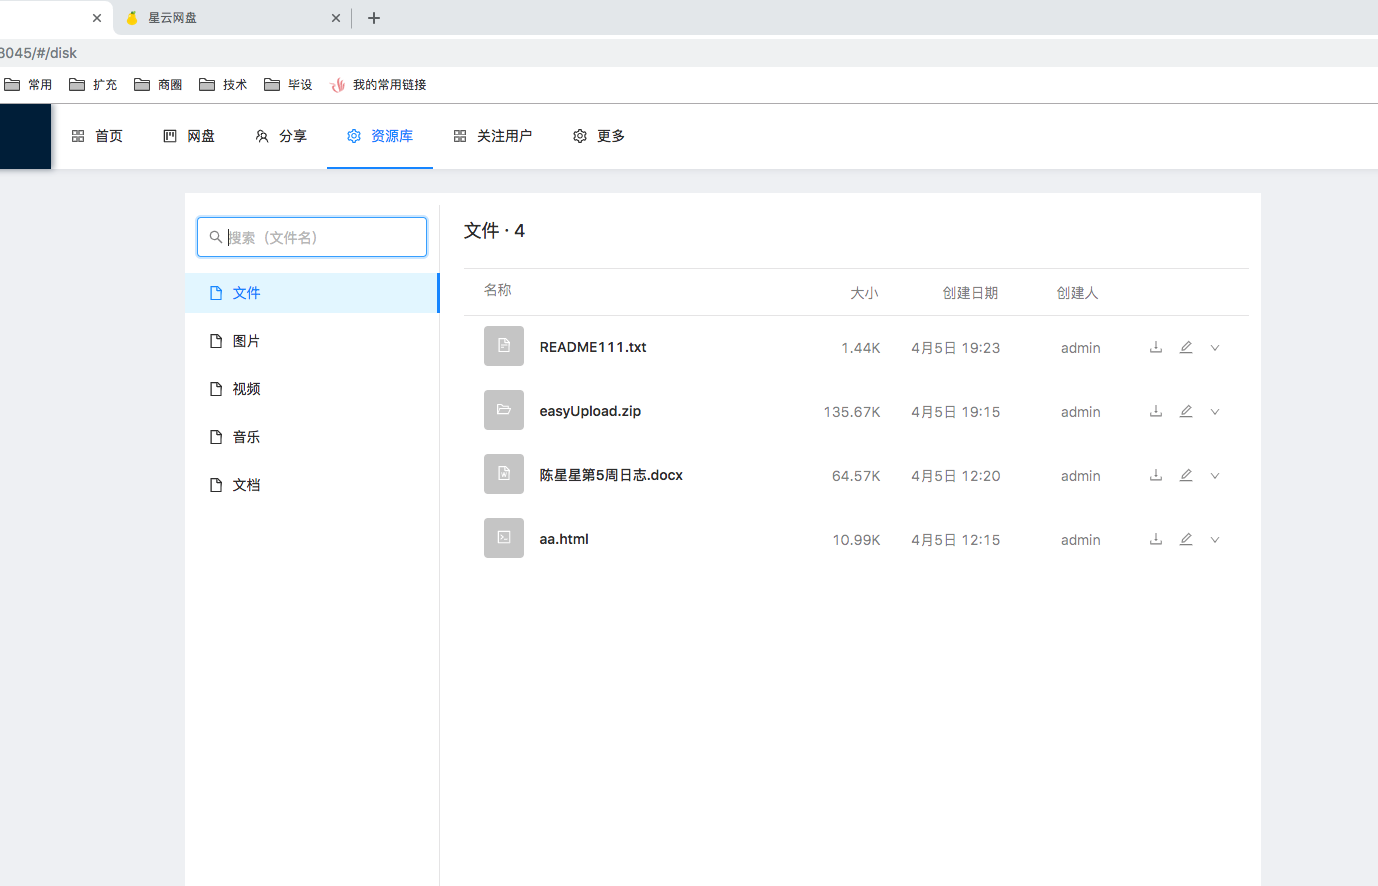 星云网盘
8045/#/disk
常用 扩充 商圈 技术 毕设 我的常用链接
首页 网盘 分享 资源库 关注用户 更多
搜索（文件名）
文件
图片
视频
音乐
文档
文件 · 4
名称 大小 创建日期 创建人
README111.txt 1.44K 4月5日 19:23 admin
easyUpload.zip 135.67K 4月5日 19:15 admin
陈星星第5周日志.docx 64.57K 4月5日 12:20 admin
aa.html 10.99K 4月5日 12:15 admin